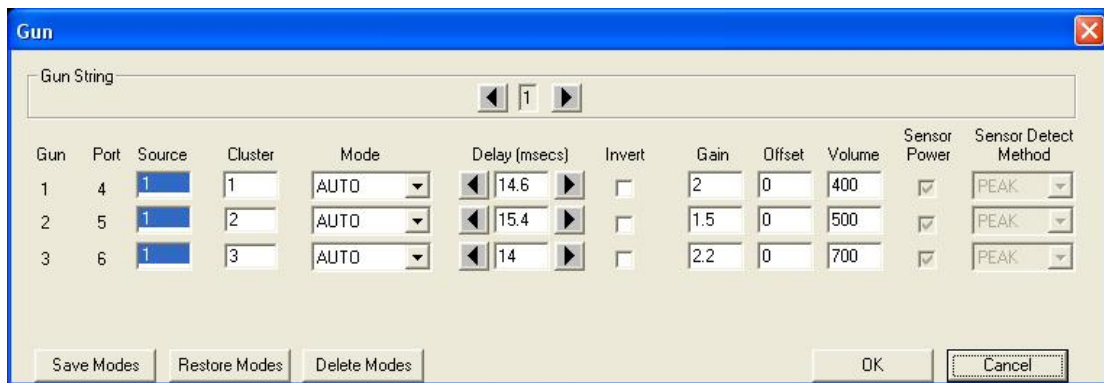 Gun
Gun String
1
Sensor Sensor Detect
Gun Port Source Cluster Mode Delay (msecs) Invert Gain Offset Volume Power Method
1 4 1 1 AUTO 14.6 2 0 400 PEAK
2 5 1 2 AUTO 15.4 1.5 0 500 PEAK
3 6 1 3 AUTO 14 2.2 0 700 PEAK
Save Modes Restore Modes Delete Modes OK Cancel